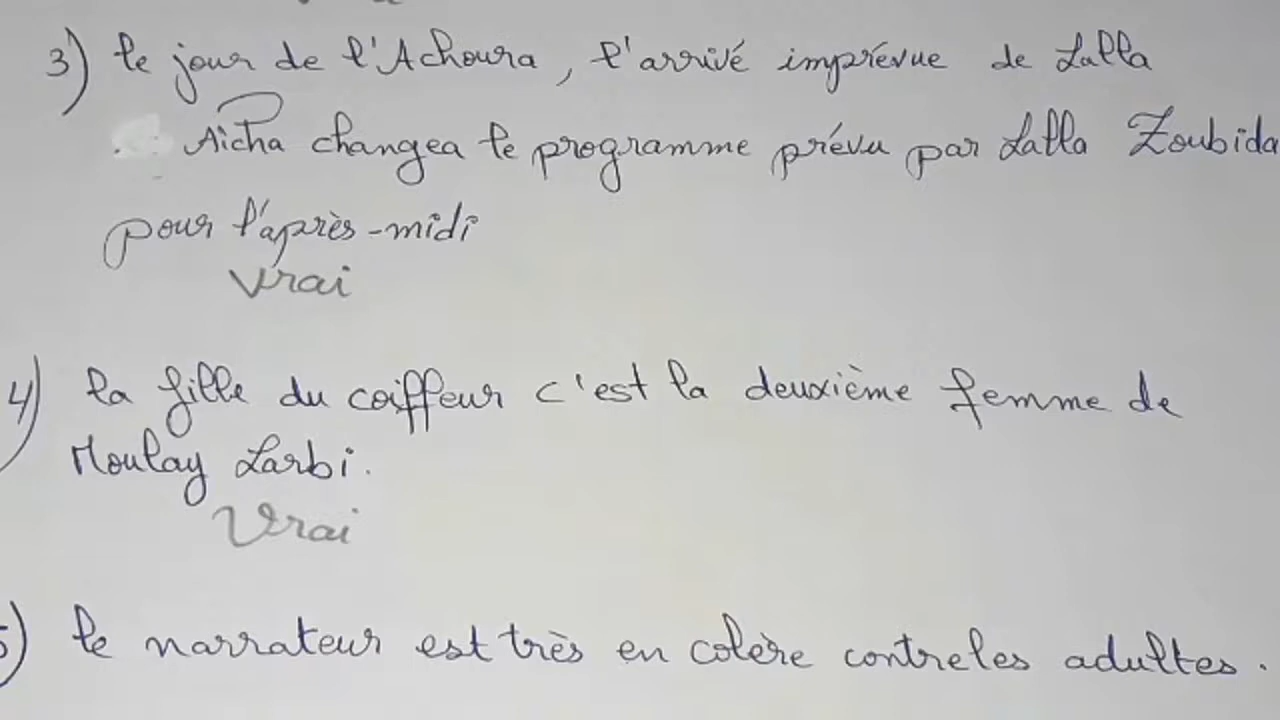 3) le jour de l'Achoura, l'arrivé imprévue de Lalla
Aicha changea le programme prévu par Lalla Zoubida
pour l'après-midi
Vrai
4) la fille du coiffeur c'est la deuxième femme de
Moulay Larbi.
Vrai
5) le narrateur est très en colère contre les adultes.